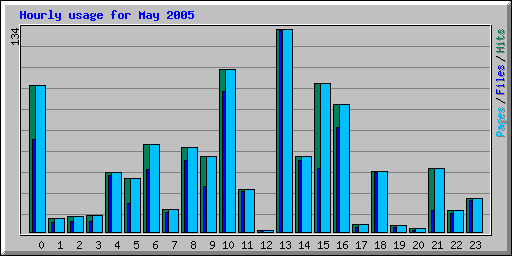 Hourly usage for May 2005
134
Pages/Files/Hits
0 1 2 3 4 5 6 7 8 9 10 11 12 13 14 15 16 17 18 19 20 21 22 23